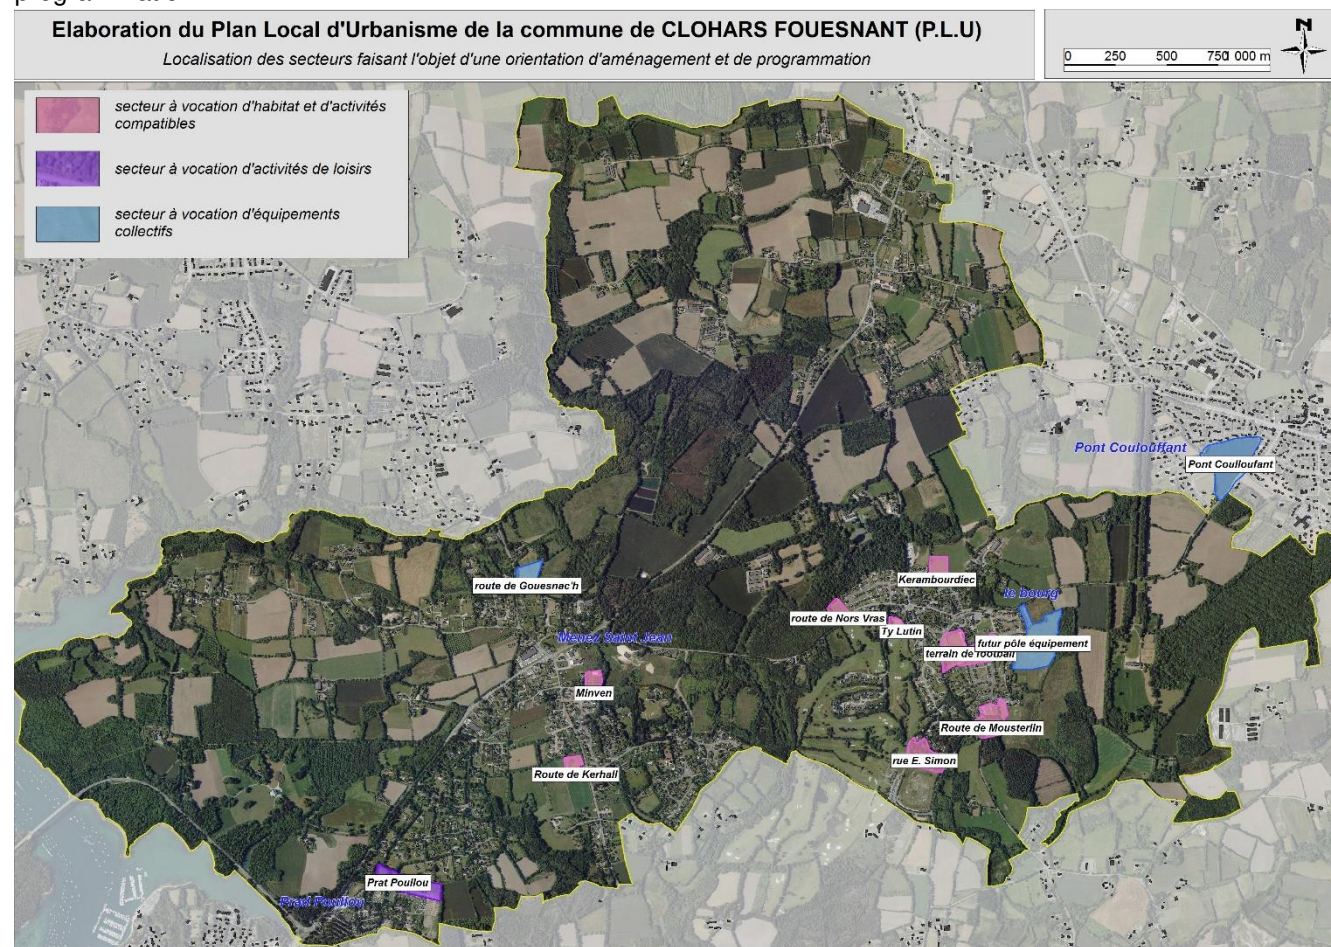 Elaboration du Plan Local d'Urbanisme de la commune de CLOHARS FOUESNANT (P.L.U)
Localisation des secteurs faisant l'objet d'une orientation d'aménagement et de programmation
0 250 500 750 1 000 m
N
secteur à vocation d'habitat et d'activités
compatibles
secteur à vocation d'activités de loisirs
secteur à vocation d'équipements
collectifs
Pont Coulouffant
Pont Coulloufant
route de Gouesnac'h
Kerambourdiec
le bourg
route de Nors Vras
Ty Lutin
Menez Saint Jean
futur pôle équipement
terrain de football
Minven
Route de Mousterlin
rue E. Simon
Route de Kerhall
Prat Poullou
Prat Poullou